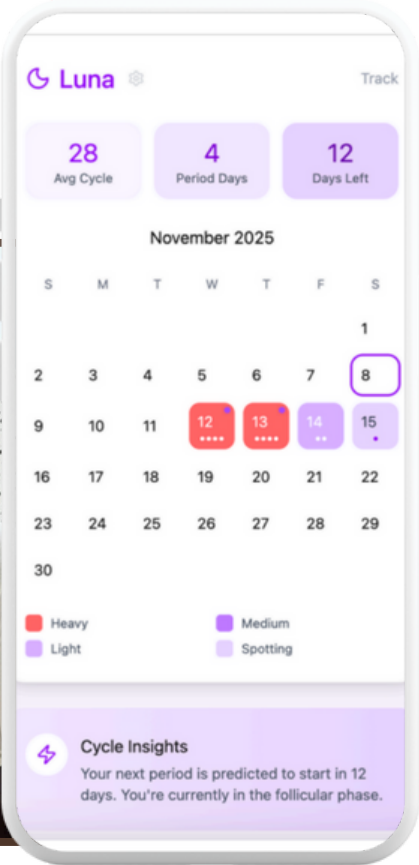 Luna
Track
28
Avg Cycle
4
Period Days
12
Days Left
November 2025
S M T W T F S
1
2 3 4 5 6 7 8
9 10 11 12 13 14 15
16 17 18 19 20 21 22
23 24 25 26 27 28 29
30
Heavy
Medium
Light
Spotting
Cycle Insights
Your next period is predicted to start in 12
days. You're currently in the follicular phase.